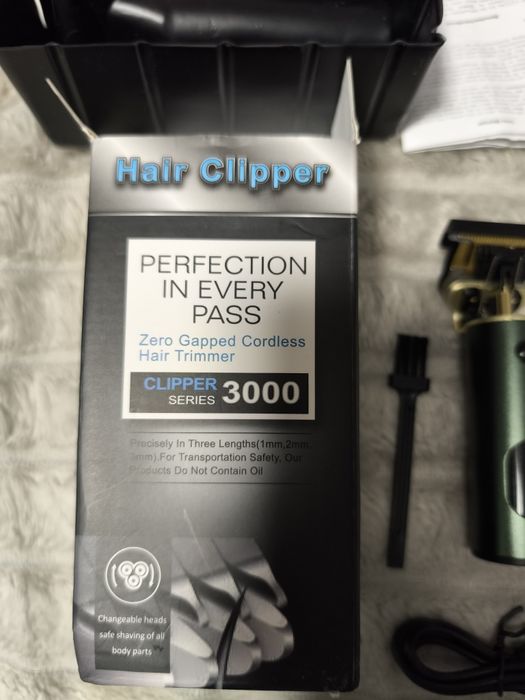 Hair Clipper
PERFECTION
IN EVERY
PASS
Zero Gapped Cordless
Hair Trimmer
CLIPPER
SERIES 3000
Precisely In Three Lengths(1mm,2mm
3mm).For Transportation Safety, Our
Products Do Not Contain Oil
Changeable heads
safe shaving of all
body parts